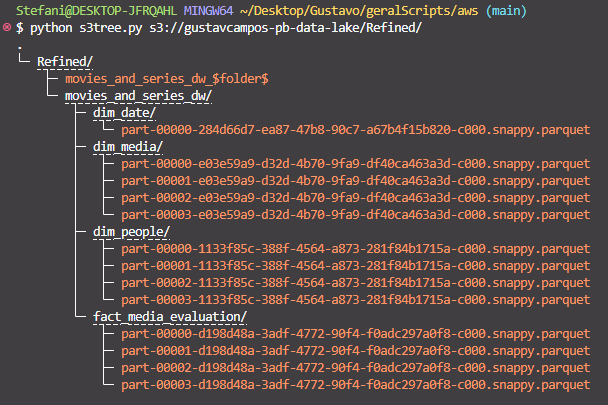 Stefani@DESKTOP-JFRQAHL MINGW64 ~/Desktop/Gustavo/geralScripts/aws (main)
$ python s3tree.py s3://gustavcampos-pb-data-lake/Refined/
.
└─ Refined/
├─ movies_and_series_dw_$folder$
└─ movies_and_series_dw/
├─ dim_date/
└─ part-00000-284d66d7-ea87-47b8-90c7-a67b4f15b820-c000.snappy.parquet
├─ dim_media/
├─ part-00000-e03e59a9-d32d-4b70-9fa9-df40ca463a3d-c000.snappy.parquet
├─ part-00001-e03e59a9-d32d-4b70-9fa9-df40ca463a3d-c000.snappy.parquet
├─ part-00002-e03e59a9-d32d-4b70-9fa9-df40ca463a3d-c000.snappy.parquet
└─ part-00003-e03e59a9-d32d-4b70-9fa9-df40ca463a3d-c000.snappy.parquet
├─ dim_people/
├─ part-00000-1133f85c-388f-4564-a873-281f84b1715a-c000.snappy.parquet
├─ part-00001-1133f85c-388f-4564-a873-281f84b1715a-c000.snappy.parquet
├─ part-00002-1133f85c-388f-4564-a873-281f84b1715a-c000.snappy.parquet
└─ part-00003-1133f85c-388f-4564-a873-281f84b1715a-c000.snappy.parquet
└─ fact_media_evaluation/
├─ part-00000-d198d48a-3adf-4772-90f4-f0adc297a0f8-c000.snappy.parquet
├─ part-00001-d198d48a-3adf-4772-90f4-f0adc297a0f8-c000.snappy.parquet
├─ part-00002-d198d48a-3adf-4772-90f4-f0adc297a0f8-c000.snappy.parquet
└─ part-00003-d198d48a-3adf-4772-90f4-f0adc297a0f8-c000.snappy.parquet